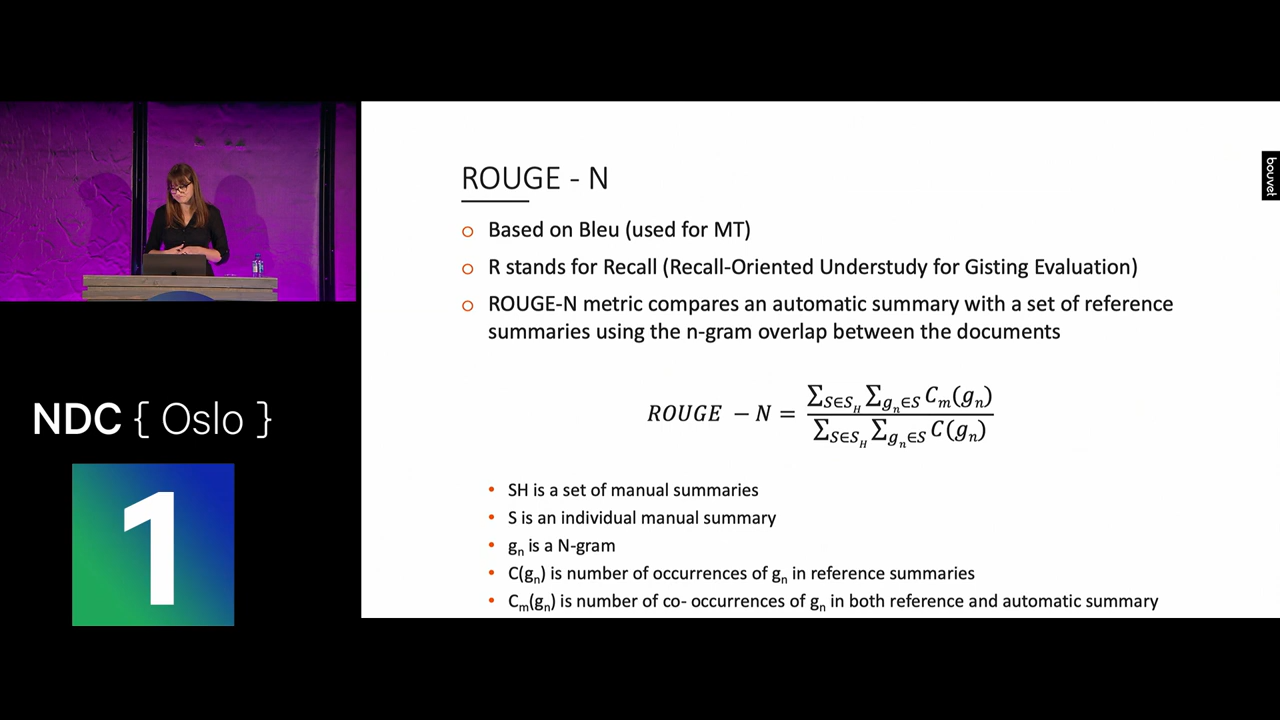 ROUGE - N
bouvet
Based on Bleu (used for MT)
R stands for Recall (Recall-Oriented Understudy for Gisting Evaluation)
ROUGE-N metric compares an automatic summary with a set of reference
summaries using the n-gram overlap between the documents
ROUGE − N = ∑S∈S_H ∑g_n∈S C_m(g_n) / ∑S∈S_H ∑g_n∈S C(g_n)
NDC { Oslo }
1
SH is a set of manual summaries
S is an individual manual summary
g_n is a N-gram
C(g_n) is number of occurrences of g_n in reference summaries
C_m(g_n) is number of co- occurrences of g_n in both reference and automatic summary